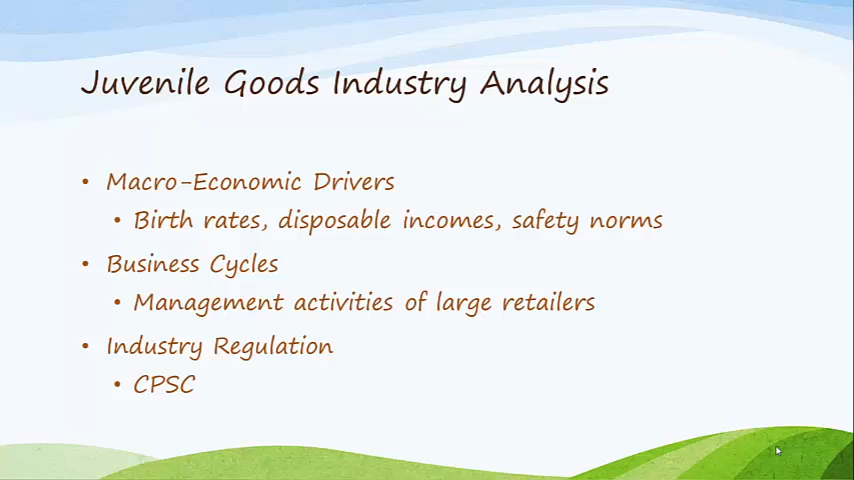 Juvenile Goods Industry Analysis
• Macro-Economic Drivers
• Birth rates, disposable incomes, safety norms
• Business Cycles
• Management activities of large retailers
• Industry Regulation
• CPSC